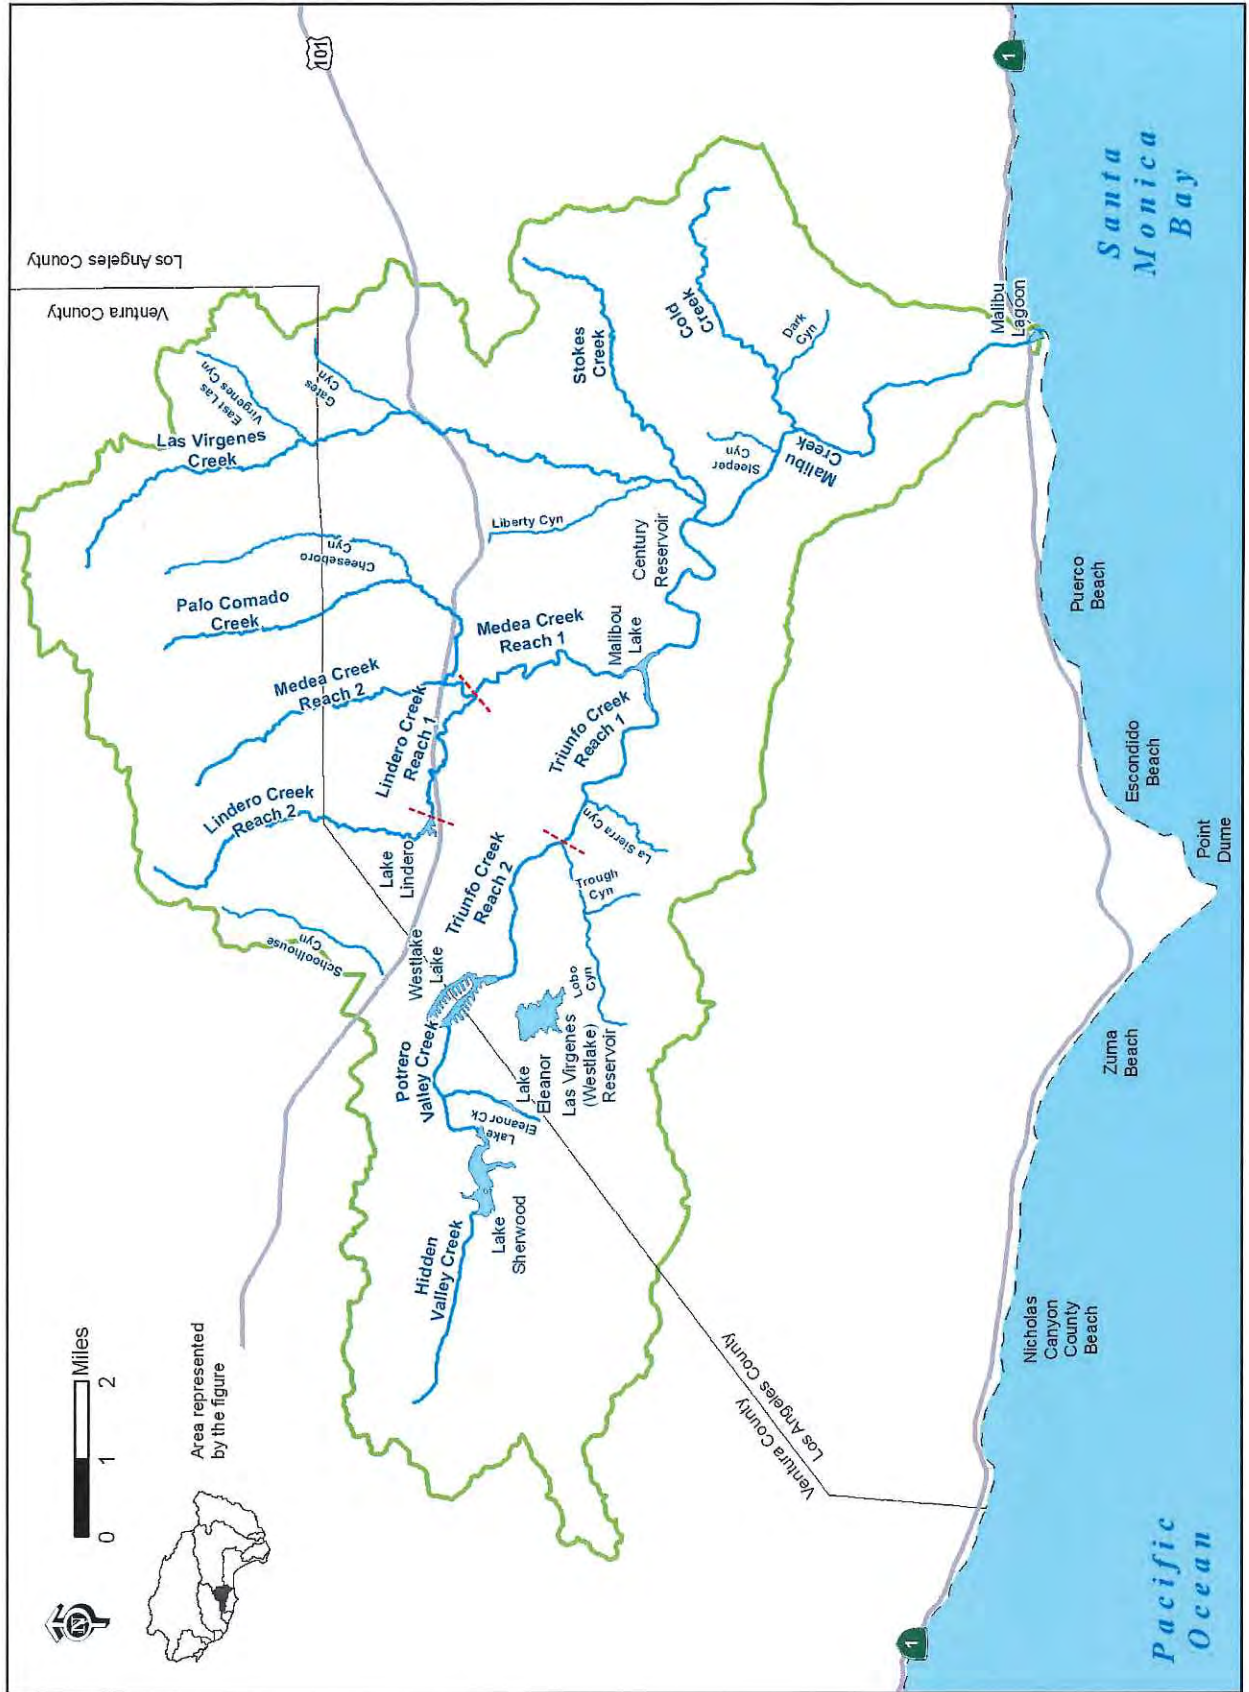 N
0 1 2
Miles
Area represented
by the figure
101
Ventura County
Los Angeles County
Schoolhouse
Cyn
Lindero Creek
Reach 2
Medea Creek
Reach 2
Palo Comado
Creek
Cheeseboro
Cyn
Las Virgenes
Creek
East Las
Virgenes Cyn
Gates
Cyn
Hidden
Valley Creek
Lake
Sherwood
Potrero
Valley Creek
Lake
Eleanor Ck
Westlake
Lake
Lake
Eleanor
Las Virgenes
(Westlake)
Reservoir
Lake
Lindero
Lindero Creek
Reach 1
Triunfo Creek
Reach 2
Lobo
Cyn
Trough
Cyn
La Sierra Cyn
Triunfo Creek
Reach 1
Medea Creek
Reach 1
Malibou
Lake
Liberty Cyn
Century
Reservoir
Stokes
Creek
Sleeper
Cyn
Malibu
Creek
Cold
Creek
Dark
Cyn
Malibu
Lagoon
Ventura County
Los Angeles County
1
Nicholas
Canyon
County
Beach
Zuma
Beach
Point
Dume
Escondido
Beach
Puerco
Beach
1
Pacific
Ocean
Santa
Monica
Bay